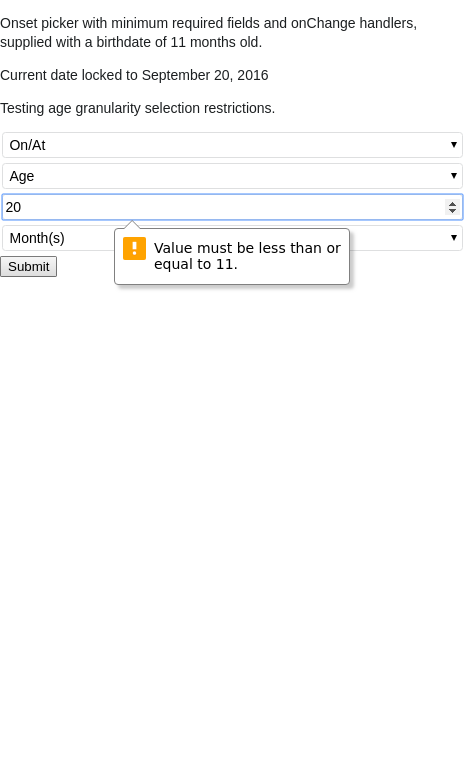 Onset picker with minimum required fields and onChange handlers,
supplied with a birthdate of 11 months old.
Current date locked to September 20, 2016
Testing age granularity selection restrictions.
On/At
Age
20
Month(s)
Value must be less than or
equal to 11.
Submit